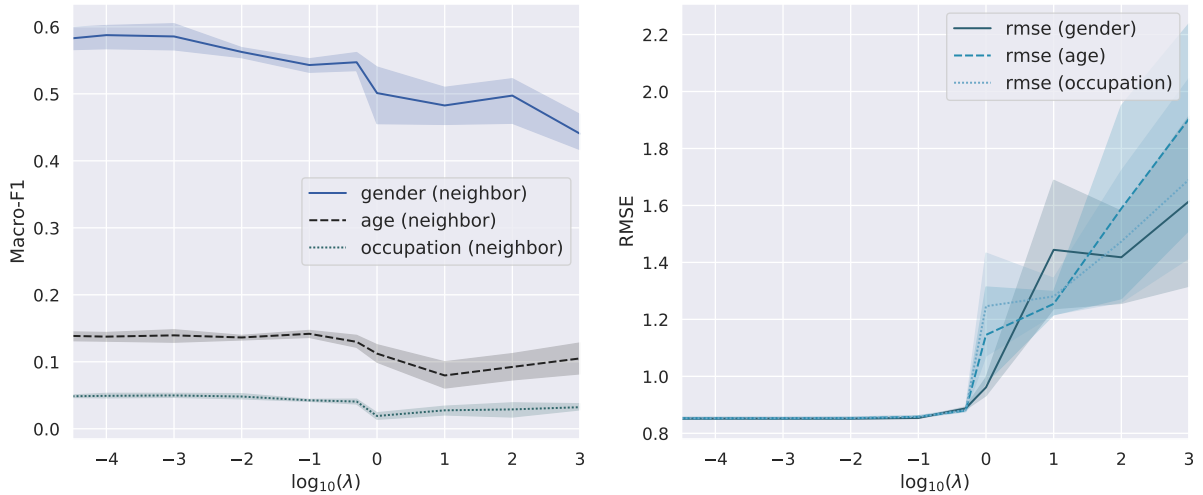 0.6
0.5
0.4
0.3
0.2
0.1
0.0
Macro-F1
gender (neighbor)
age (neighbor)
occupation (neighbor)
−4 −3 −2 −1 0 1 2 3
log₁₀(λ)
2.2
2.0
1.8
1.6
1.4
1.2
1.0
0.8
RMSE
rmse (gender)
rmse (age)
rmse (occupation)
−4 −3 −2 −1 0 1 2 3
log₁₀(λ)